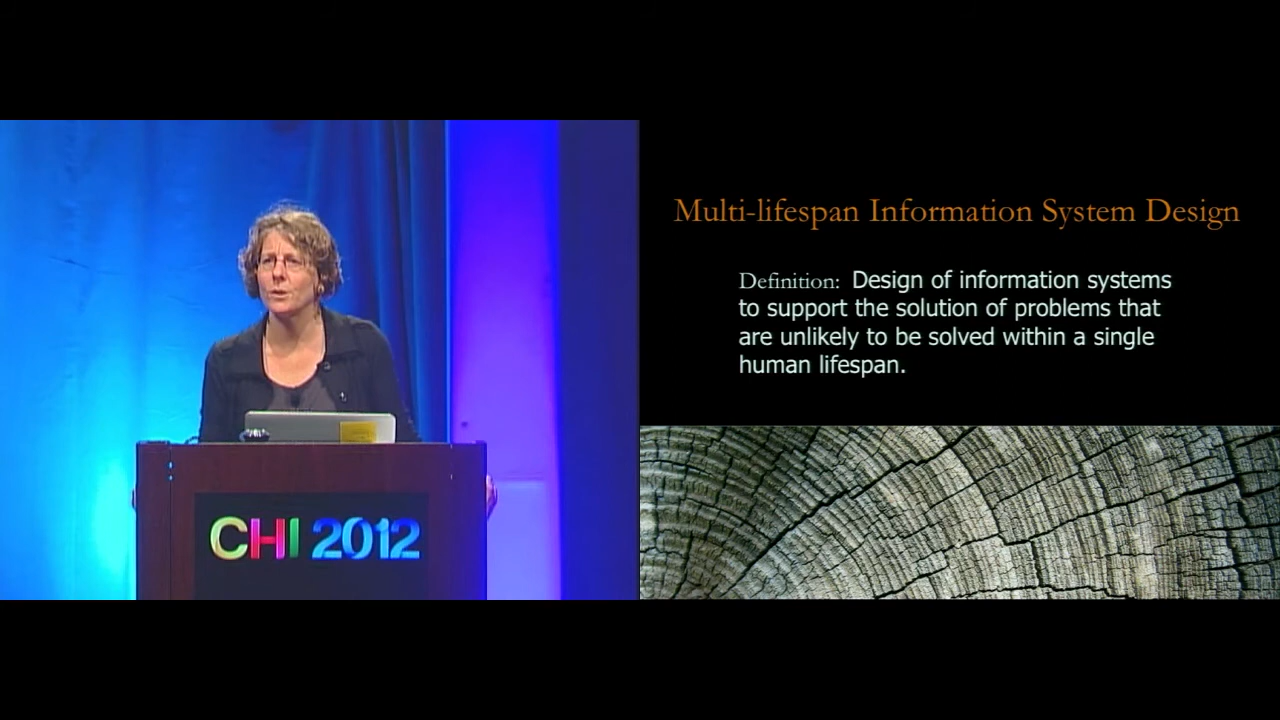 Multi-lifespan Information System Design
Definition: Design of information systems
to support the solution of problems that
are unlikely to be solved within a single
human lifespan.
CHI 2012